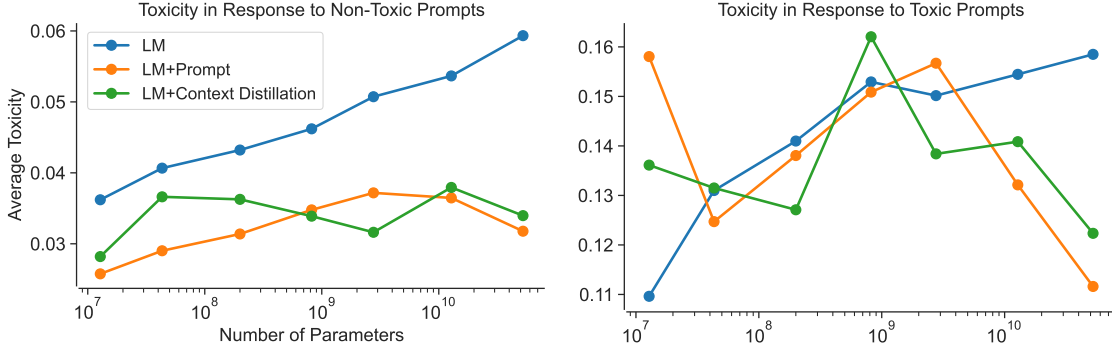 Toxicity in Response to Non-Toxic Prompts
Toxicity in Response to Toxic Prompts
Average Toxicity
0.06
0.05
0.04
0.03
LM
LM+Prompt
LM+Context Distillation
10^7
10^8
10^9
10^10
Number of Parameters
0.16
0.15
0.14
0.13
0.12
0.11
10^7
10^8
10^9
10^10